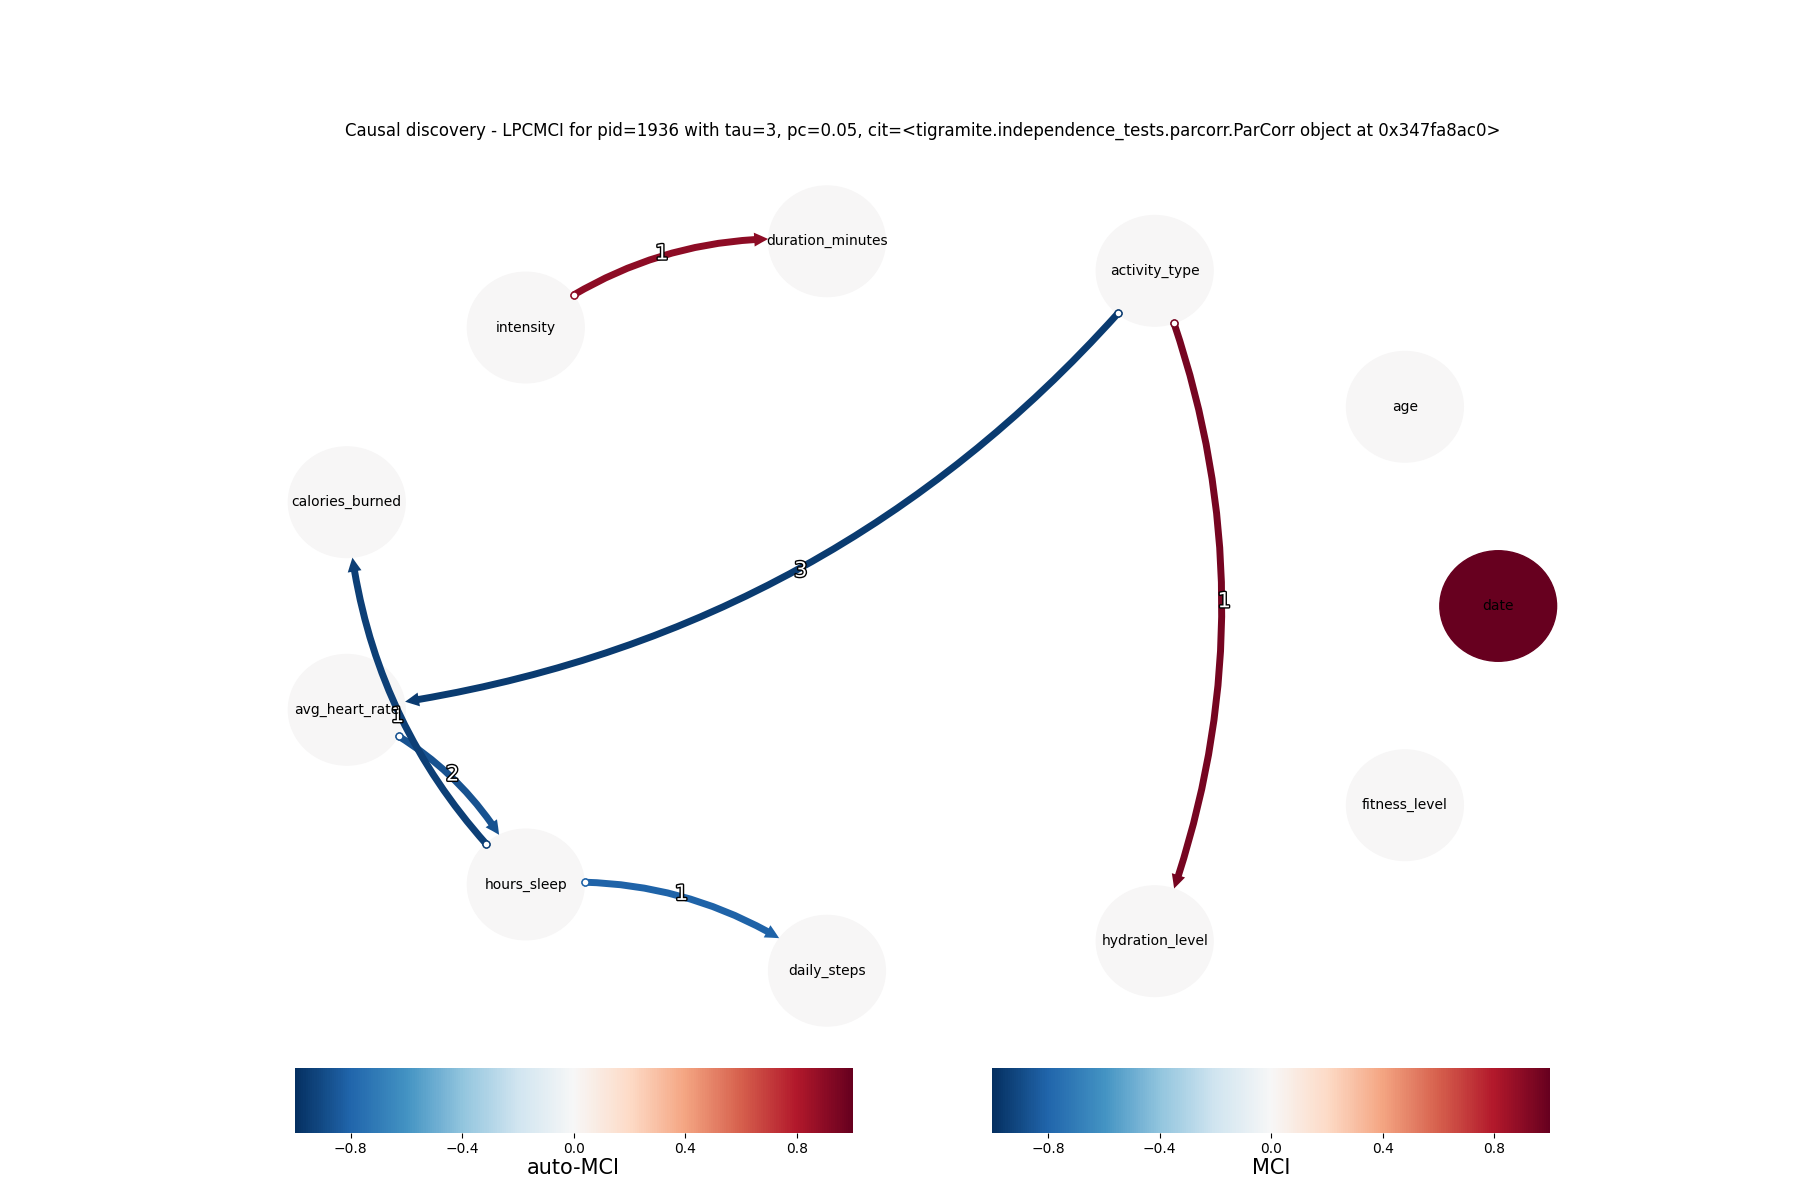 Causal discovery - LPCMCI for pid=1936 with tau=3, pc=0.05, cit=<tigramite.independence_tests.parcorr.ParCorr object at 0x347fa8ac0>
duration_minutes
1
activity_type
intensity
age
calories_burned
3
date
1
avg_heart_rate
1
2
fitness_level
hours_sleep
1
hydration_level
daily_steps
−0.8 −0.4 0.0 0.4 0.8
auto-MCI
−0.8 −0.4 0.0 0.4 0.8
MCI